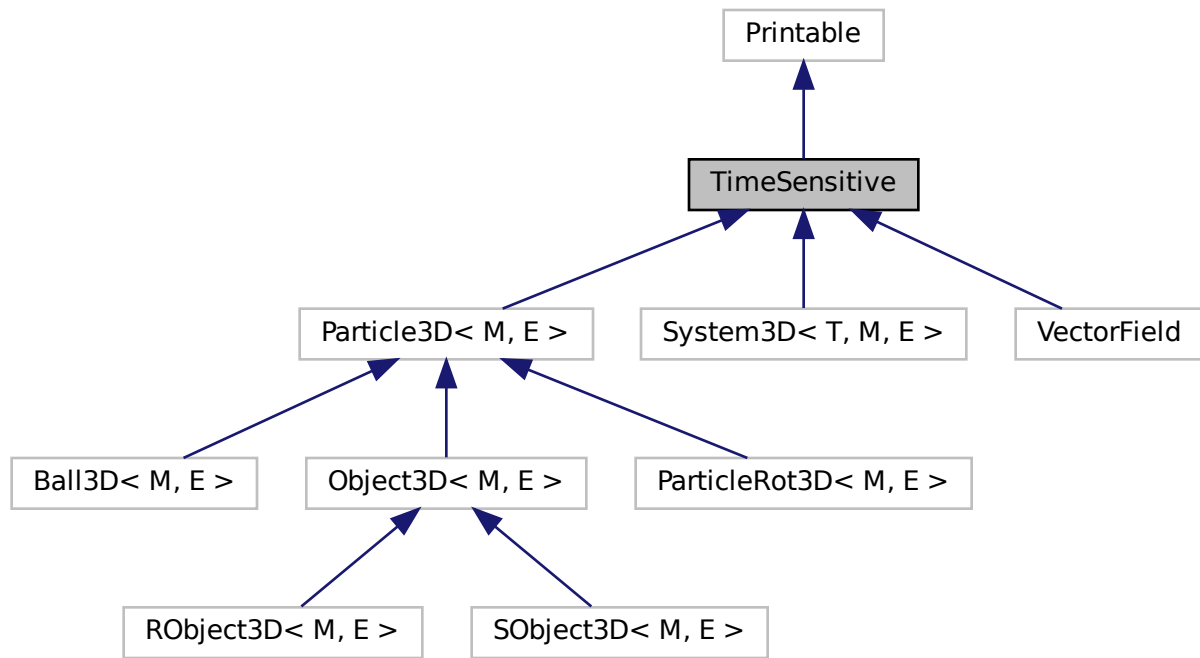 Printable
TimeSensitive
Particle3D< M, E >
System3D< T, M, E >
VectorField
Ball3D< M, E >
Object3D< M, E >
ParticleRot3D< M, E >
RObject3D< M, E >
SObject3D< M, E >